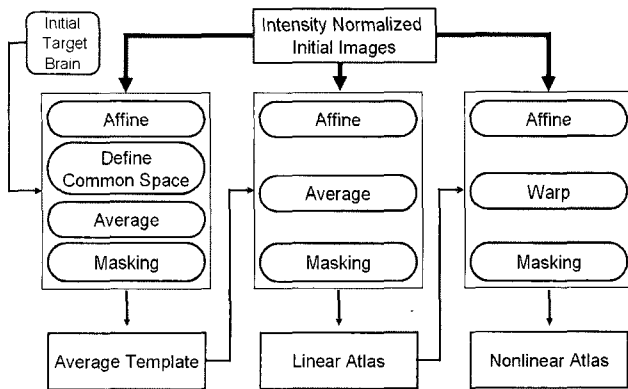 Initial
Target
Brain
Intensity Normalized
Initial Images
Affine
Define
Common Space
Average
Masking
Affine
Average
Masking
Affine
Warp
Masking
Average Template
Linear Atlas
Nonlinear Atlas